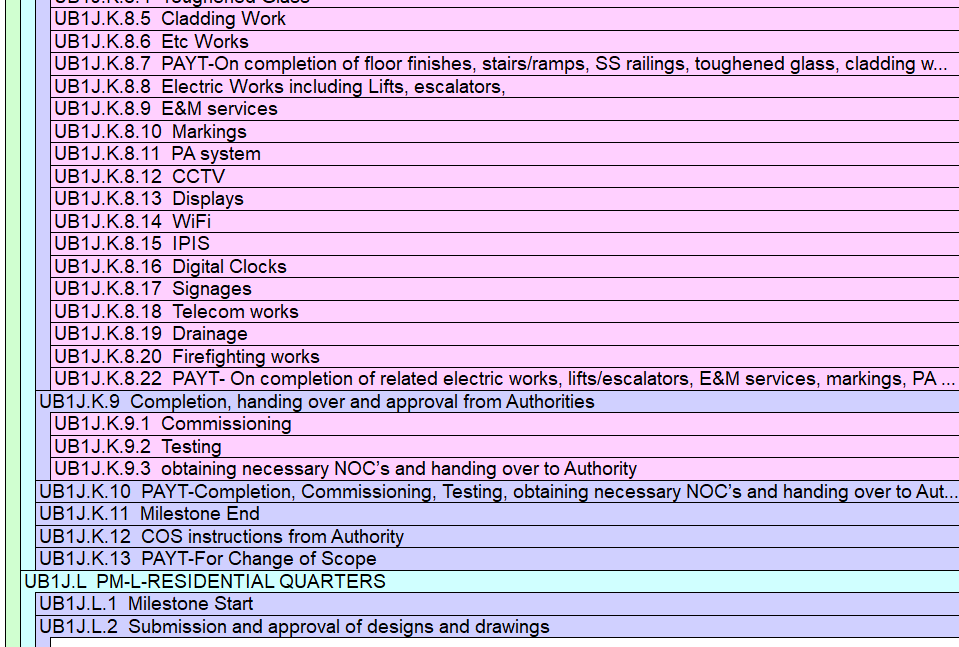 UB1J.K.8.4 Toughened Glass
UB1J.K.8.5 Cladding Work
UB1J.K.8.6 Etc Works
UB1J.K.8.7 PAYT-On completion of floor finishes, stairs/ramps, SS railings, toughened glass, cladding w...
UB1J.K.8.8 Electric Works including Lifts, escalators,
UB1J.K.8.9 E&M services
UB1J.K.8.10 Markings
UB1J.K.8.11 PA system
UB1J.K.8.12 CCTV
UB1J.K.8.13 Displays
UB1J.K.8.14 WiFi
UB1J.K.8.15 IPIS
UB1J.K.8.16 Digital Clocks
UB1J.K.8.17 Signages
UB1J.K.8.18 Telecom works
UB1J.K.8.19 Drainage
UB1J.K.8.20 Firefighting works
UB1J.K.8.22 PAYT- On completion of related electric works, lifts/escalators, E&M services, markings, PA ...
UB1J.K.9 Completion, handing over and approval from Authorities
UB1J.K.9.1 Commissioning
UB1J.K.9.2 Testing
UB1J.K.9.3 obtaining necessary NOC’s and handing over to Authority
UB1J.K.10 PAYT-Completion, Commissioning, Testing, obtaining necessary NOC’s and handing over to Aut...
UB1J.K.11 Milestone End
UB1J.K.12 COS instructions from Authority
UB1J.K.13 PAYT-For Change of Scope
UB1J.L PM-L-RESIDENTIAL QUARTERS
UB1J.L.1 Milestone Start
UB1J.L.2 Submission and approval of designs and drawings